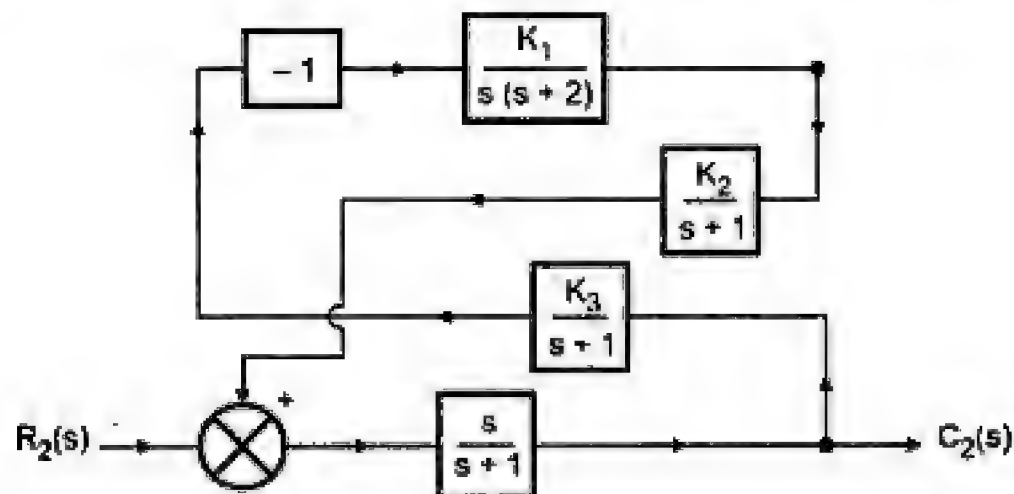 K₁
- 1
s (s + 2)
K₂
s + 1
K₃
s + 1
+
R₂(s)
s
s + 1
C₂(s)